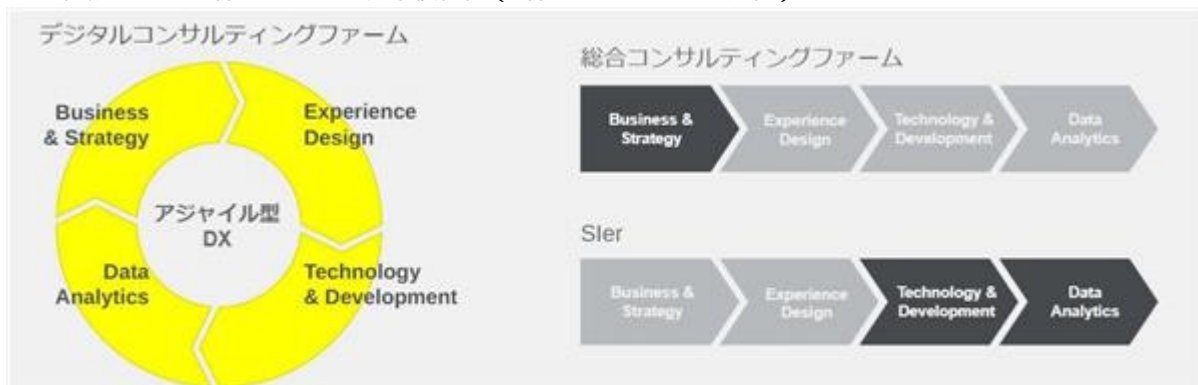 デジタルコンサルティングファーム
Business
& Strategy
Experience
Design
アジャイル型
DX
Data
Analytics
Technology
& Development
総合コンサルティングファーム
Business &
Strategy
Experience
Design
Technology &
Development
Data
Analytics
SIer
Business &
Strategy
Experience
Design
Technology &
Development
Data
Analytics